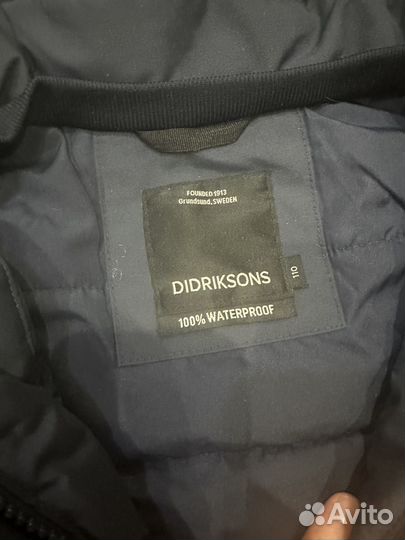 FOUNDED 1913
Grundsund, SWEDEN
DIDRIKSONS
110
100% WATERPROOF
Avito